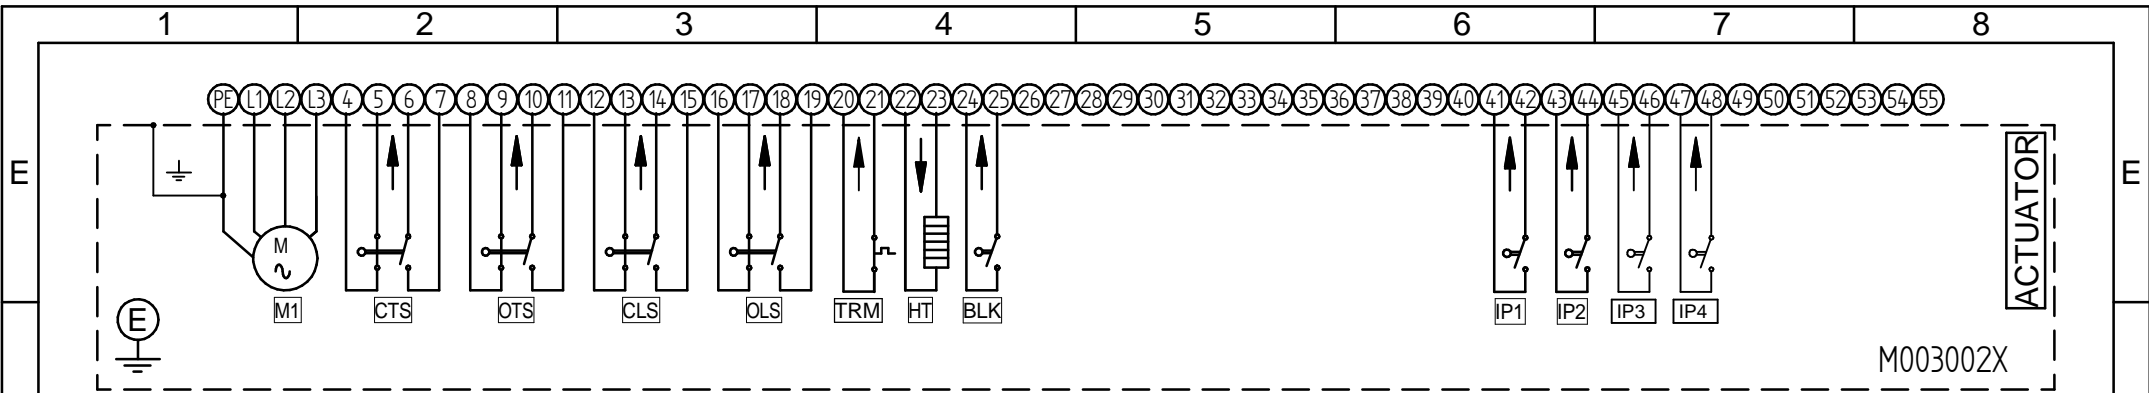 1 2 3 4 5 6 7 8
PE L1 L2 L3 4 5 6 7 8 9 10 11 12 13 14 15 16 17 18 19 20 21 22 23 24 25 26 27 28 29 30 31 32 33 34 35 36 37 38 39 40 41 42 43 44 45 46 47 48 49 50 51 52 53 54 55
E E
ACTUATOR
M
M1 CTS OTS CLS OLS TRM HT BLK IP1 IP2 IP3 IP4
E
M003002X